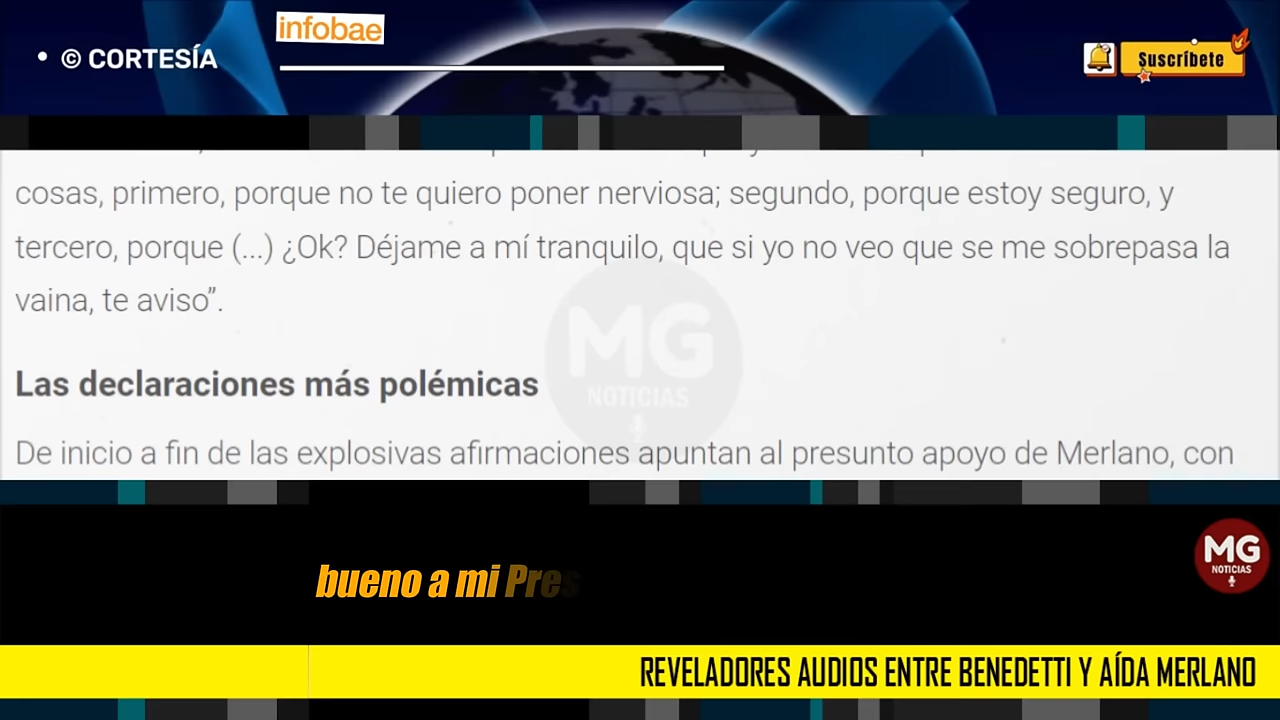 infobae
• © CORTESÍA
Suscríbete
cosas, primero, porque no te quiero poner nerviosa; segundo, porque estoy seguro, y
tercero, porque (...) ¿Ok? Déjame a mí tranquilo, que si yo no veo que se me sobrepasa la
vaina, te aviso”.
MG
NOTICIAS
Las declaraciones más polémicas
De inicio a fin de las explosivas afirmaciones apuntan al presunto apoyo de Merlano, con
MG
NOTICIAS
bueno a mi Pres
REVELADORES AUDIOS ENTRE BENEDETTI Y AÍDA MERLANO